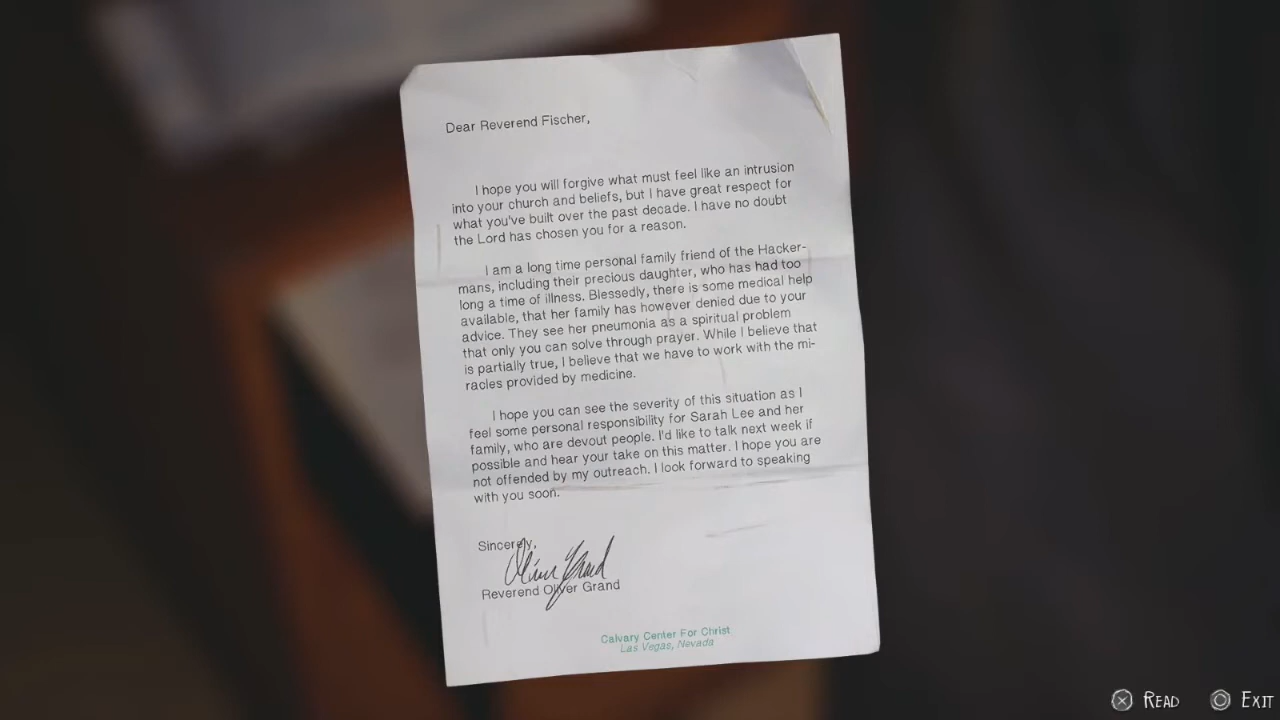 Dear Reverend Fischer,
I hope you will forgive what must feel like an intrusion
into your church and beliefs, but I have great respect for
what you've built over the past decade. I have no doubt
the Lord has chosen you for a reason.
I am a long time personal family friend of the Hacker-
mans, including their precious daughter, who has had too
long a time of illness. Blessedly, there is some medical help
available, that her family has however denied due to your
advice. They see her pneumonia as a spiritual problem
that only you can solve through prayer. While I believe that
is partially true, I believe that we have to work with the mi-
racles provided by medicine.
I hope you can see the severity of this situation as I
feel some personal responsibility for Sarah Lee and her
family, who are devout people. I'd like to talk next week if
possible and hear your take on this matter. I hope you are
not offended by my outreach. I look forward to speaking
with you soon.
Sincerely,
Oliver Grand
Reverend Oliver Grand
Calvary Center For Christ
Las Vegas, Nevada
READ EXIT